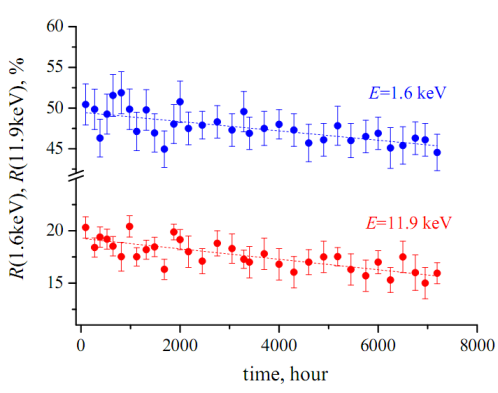 R(1.6keV), R(11.9keV), %
60
55
50
45
20
15
E=1.6 keV
E=11.9 keV
0 2000 4000 6000 8000
time, hour